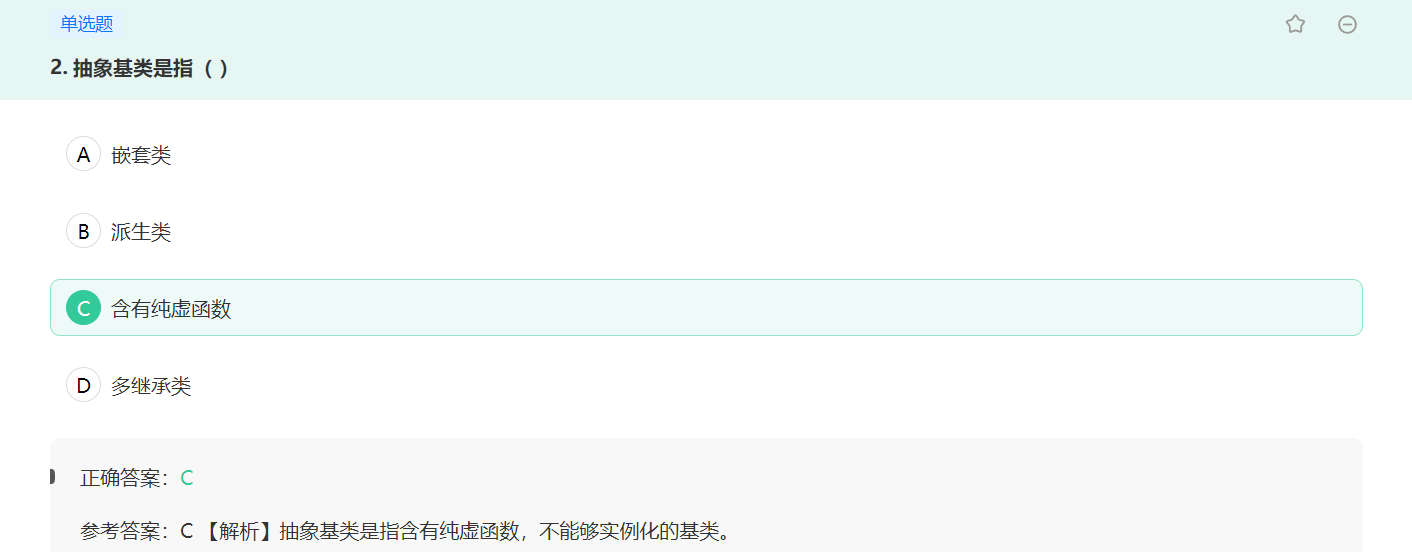 单选题
2. 抽象基类是指（ ）
A 嵌套类
B 派生类
C 含有纯虚函数
D 多继承类
正确答案：C
参考答案：C 【解析】抽象基类是指含有纯虚函数，不能够实例化的基类。